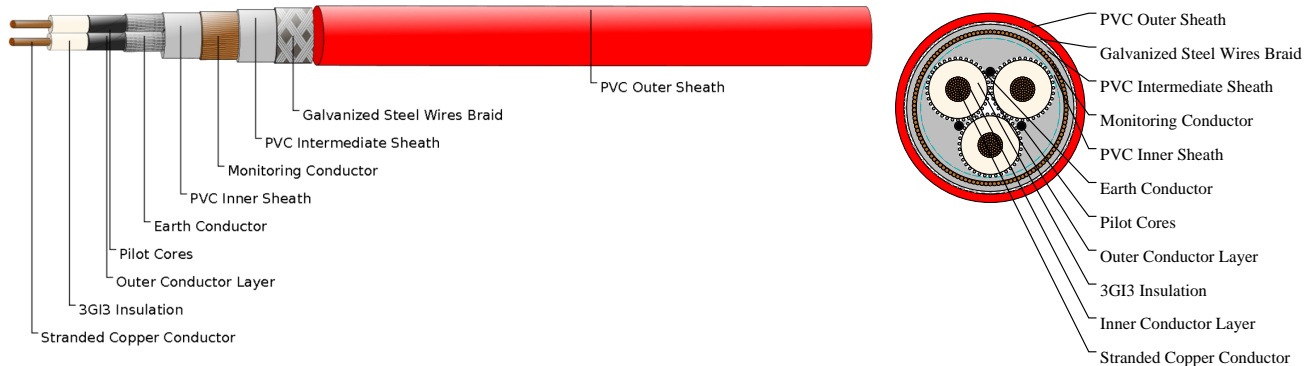 PVC Outer Sheath
Galvanized Steel Wires Braid
PVC Intermediate Sheath
Monitoring Conductor
PVC Inner Sheath
Earth Conductor
Pilot Cores
Outer Conductor Layer
3GI3 Insulation
Stranded Copper Conductor
PVC Outer Sheath
Galvanized Steel Wires Braid
PVC Intermediate Sheath
Monitoring Conductor
PVC Inner Sheath
Earth Conductor
Pilot Cores
Outer Conductor Layer
3GI3 Insulation
Inner Conductor Layer
Stranded Copper Conductor